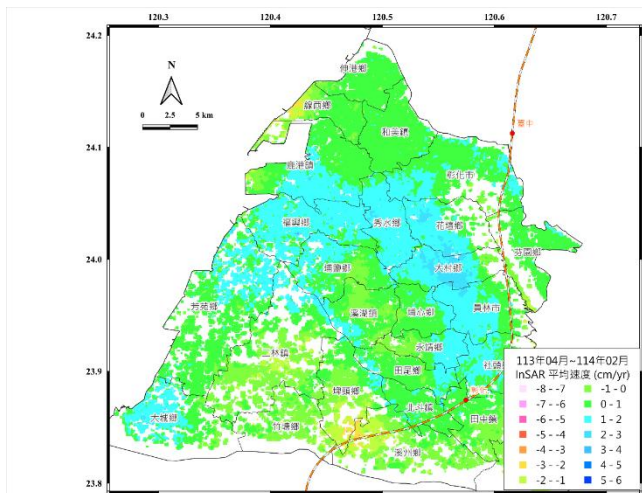 120.3 120.4 120.5 120.6 120.7
24.2
24.1
24.0
23.9
23.8
N
0 2.5 5 km
伸港鄉
線西鄉
和美鎮
臺中
鹿港鎮
彰化市
福興鄉
秀水鄉
花壇鄉
芬園鄉
埔鹽鄉
大村鄉
芳苑鄉
溪湖鎮
埔心鄉
員林市
二林鎮
永靖鄉
田尾鄉
社頭
埤頭鄉
彰化
大城鄉
北斗鎮
竹塘鄉
田中鎮
溪州鄉
113年04月~114年02月
InSAR 平均速度 (cm/yr)
-8 - -7 -1 - 0
-7 - -6 0 - 1
-6 - -5 1 - 2
-5 - -4 2 - 3
-4 - -3 3 - 4
-3 - -2 4 - 5
-2 - -1 5 - 6